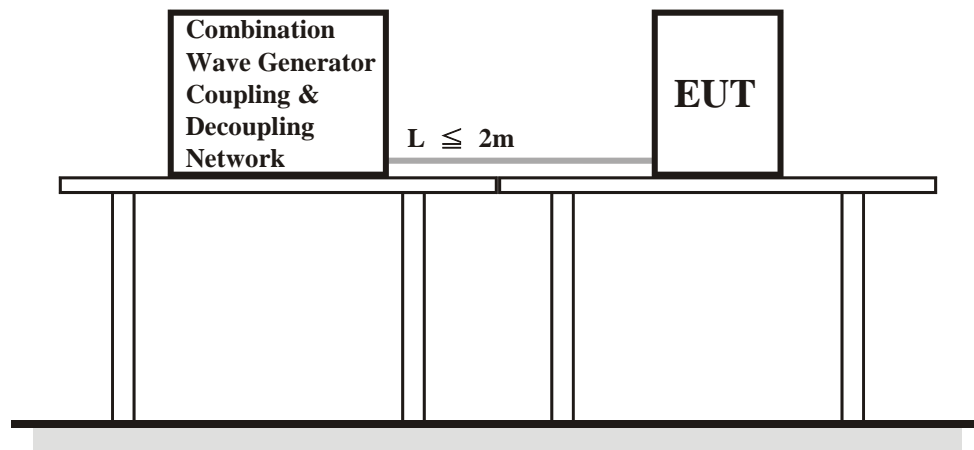 Combination
Wave Generator
Coupling &
Decoupling
Network
L ≦ 2m
EUT